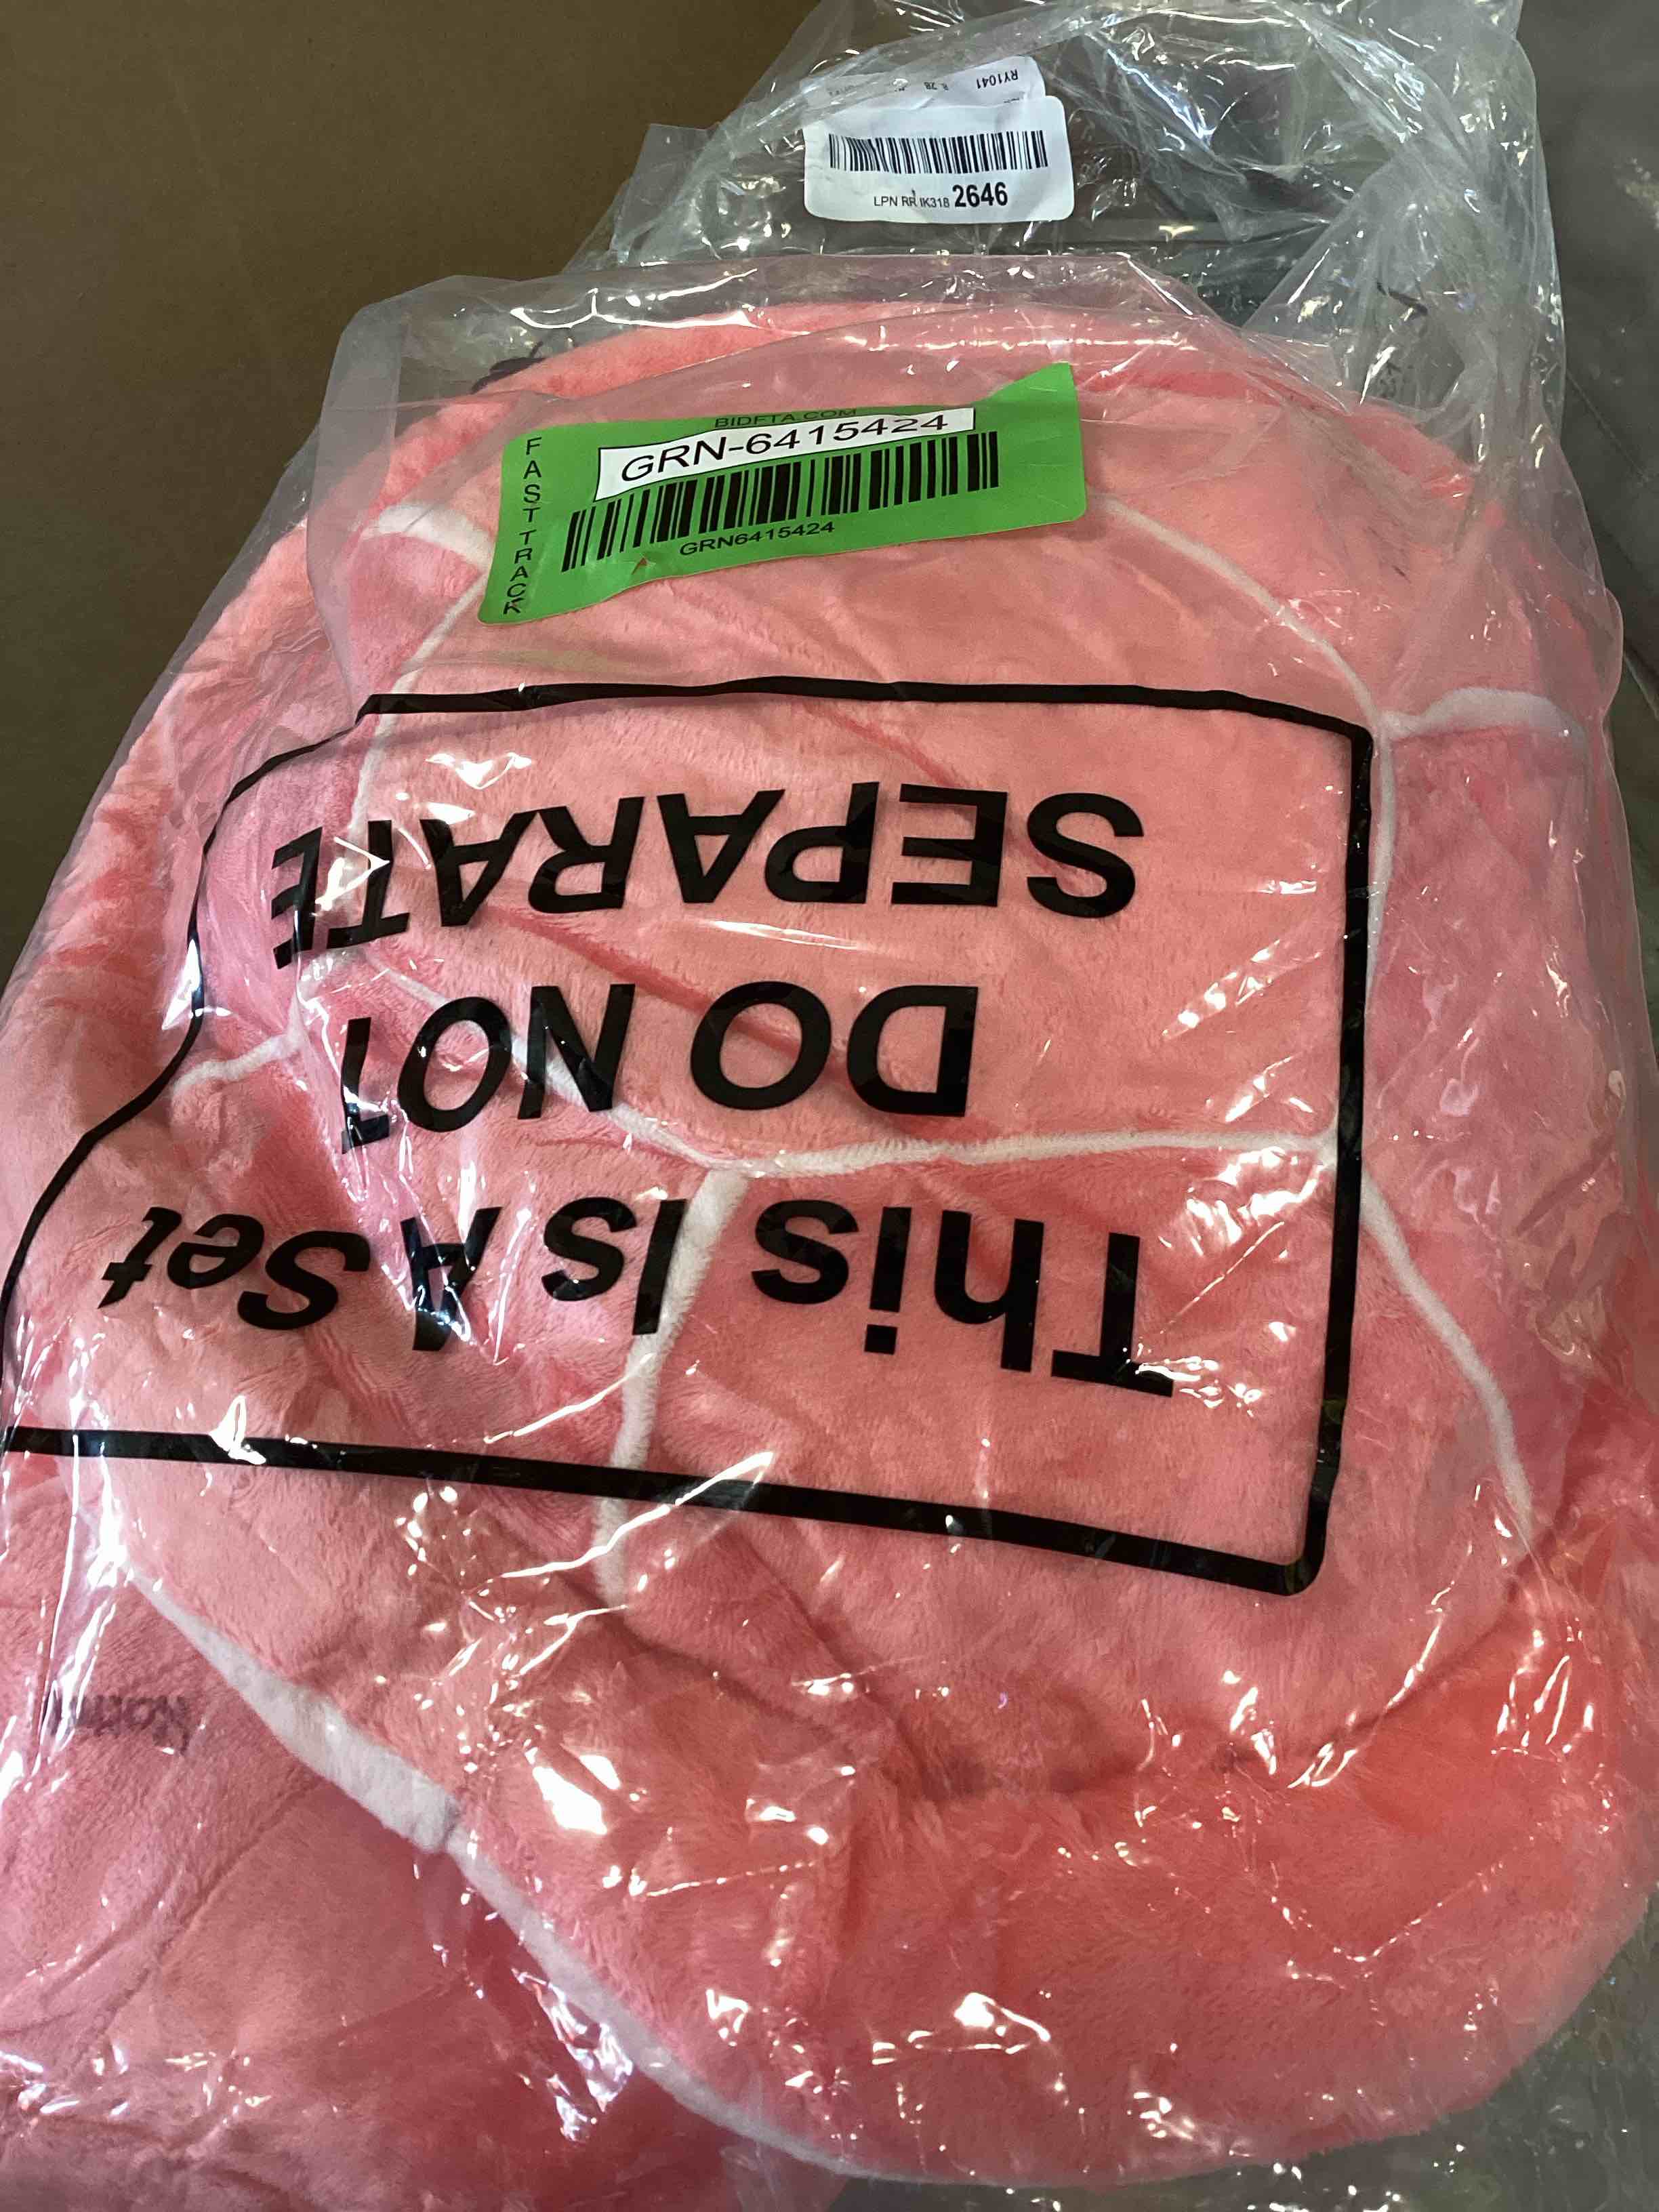 RY1041
LPN RR IK318 2646
BIDFTA.COM
FAST TRACK
GRN-6415424
GRN6415424
This Is A Set
DO NOT
SEPARATE